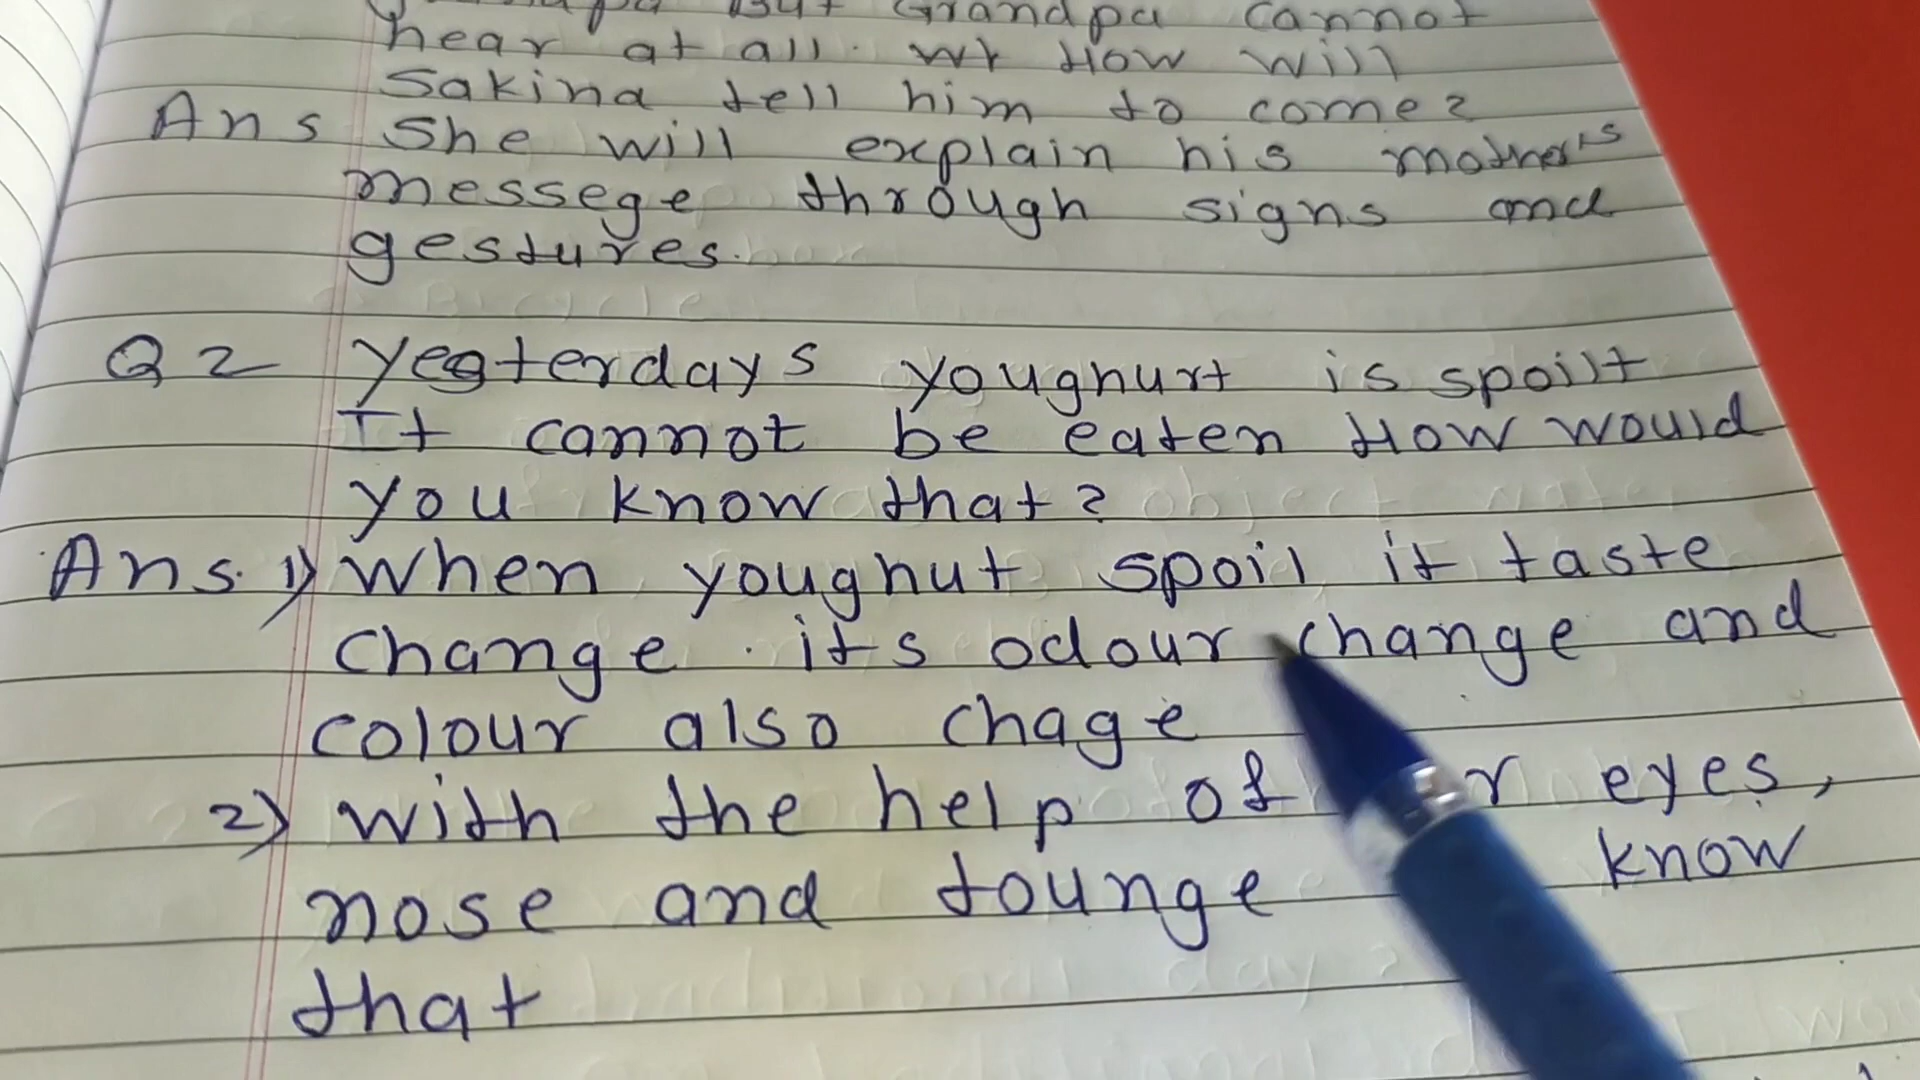 But Grandpa cannot
hear at all. wt How will
Sakina tell him to come?
Ans She will explain his mother's
messege through signs and
gestures.
Q2 Yesterdays youghurt is spoilt
It cannot be eaten How would
you know that?
Ans. 1) When youghut spoil it taste
change . its odour change and
colour also chage
2) with the help of r eyes,
nose and tounge know
that